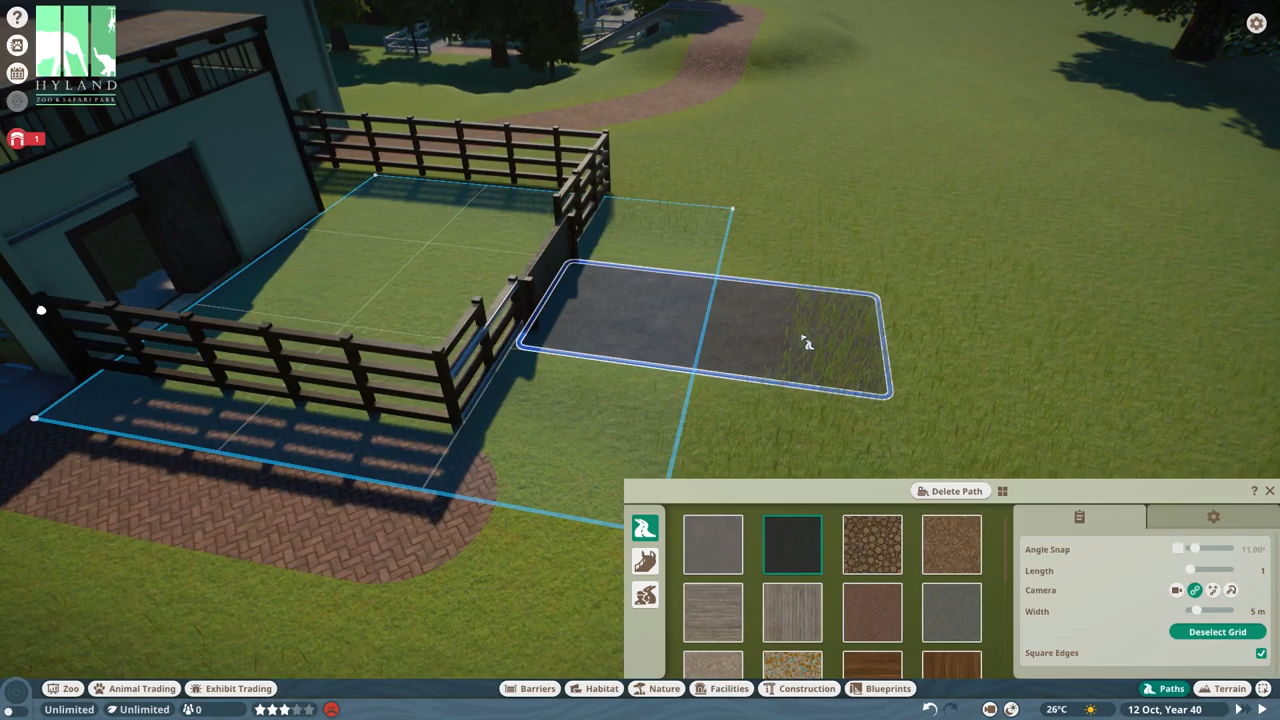 ?
HYLAND
ZOO & SAFARI PARK
1
Delete Path
?
Angle Snap
11.00°
Length
1
Camera
Width
5 m
Deselect Grid
Square Edges
Zoo
Animal Trading
Exhibit Trading
Barriers
Habitat
Nature
Facilities
Construction
Blueprints
Paths
Terrain
Unlimited
Unlimited
0
26°C
12 Oct, Year 40